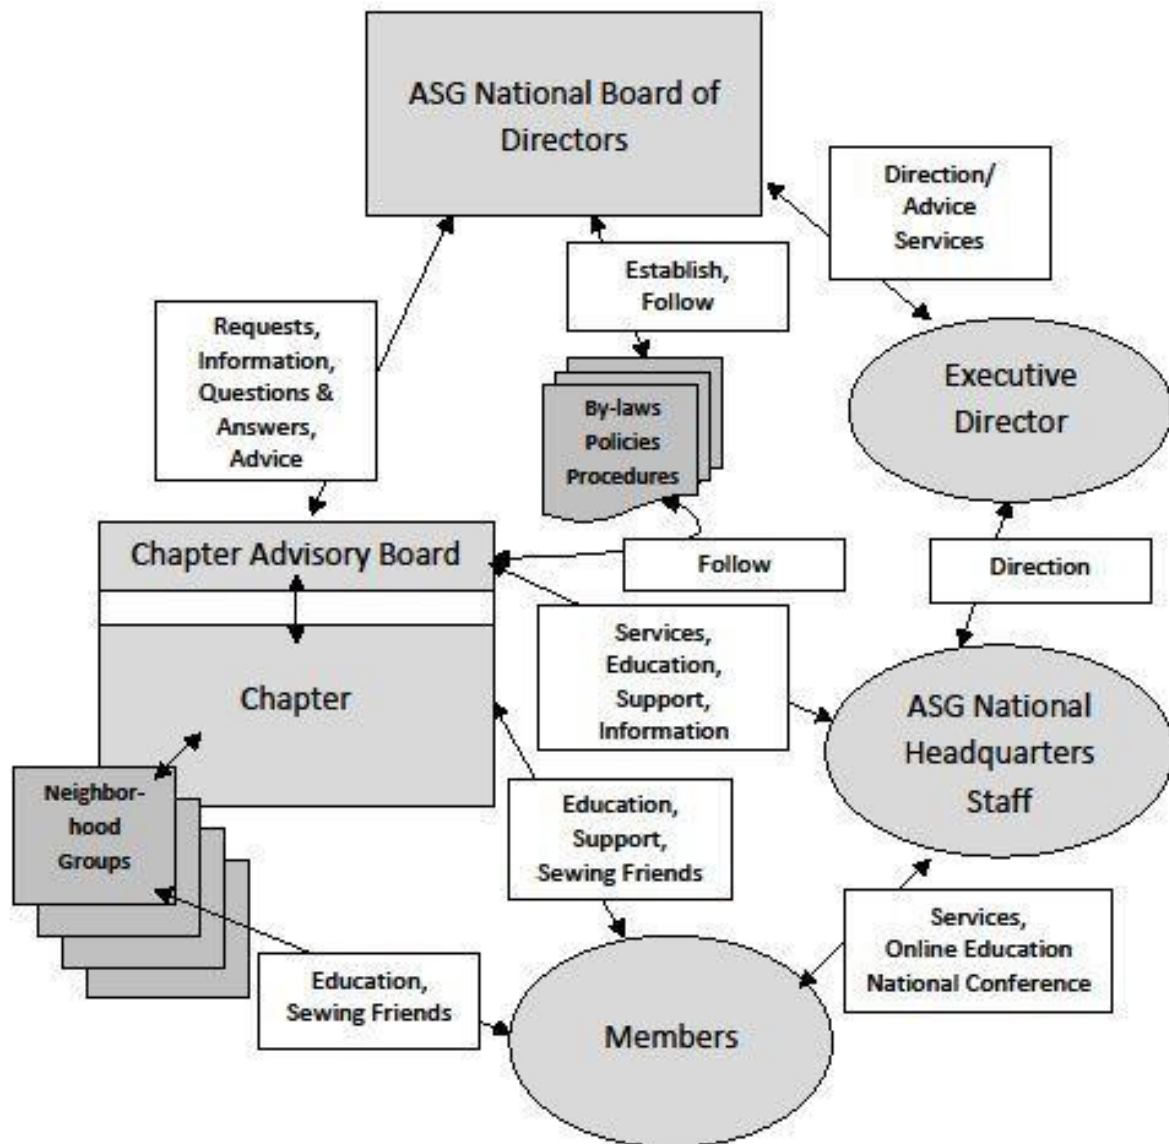 ASG National Board of
Directors
Direction/
Advice
Services
Establish,
Follow
Requests,
Information,
Questions &
Answers,
Advice
By-laws
Policies
Procedures
Executive
Director
Chapter Advisory Board
Follow
Direction
Services,
Education,
Support,
Information
Chapter
ASG National
Headquarters
Staff
Neighbor-
hood
Groups
Education,
Support,
Sewing Friends
Services,
Online Education
National Conference
Education,
Sewing Friends
Members